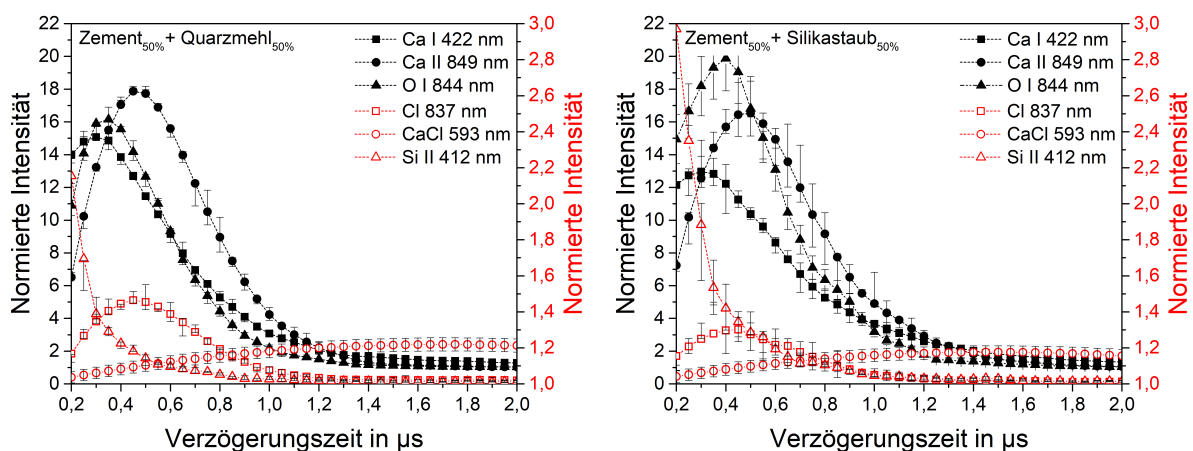 Zement50%+ Quarzmehl50%
Ca I 422 nm
Ca II 849 nm
O I 844 nm
Cl 837 nm
CaCl 593 nm
Si II 412 nm
Normierte Intensität
22
20
18
16
14
12
10
8
6
4
2
0
3,0
2,8
2,6
2,4
2,2
2,0
1,8
1,6
1,4
1,2
1,0
Normierte Intensität
0,2 0,4 0,6 0,8 1,0 1,2 1,4 1,6 1,8 2,0
Verzögerungszeit in µs
Zement50%+ Silikastaub50%
Ca I 422 nm
Ca II 849 nm
O I 844 nm
Cl 837 nm
CaCl 593 nm
Si II 412 nm
Normierte Intensität
22
20
18
16
14
12
10
8
6
4
2
0
3,0
2,8
2,6
2,4
2,2
2,0
1,8
1,6
1,4
1,2
1,0
Normierte Intensität
0,2 0,4 0,6 0,8 1,0 1,2 1,4 1,6 1,8 2,0
Verzögerungszeit in µs